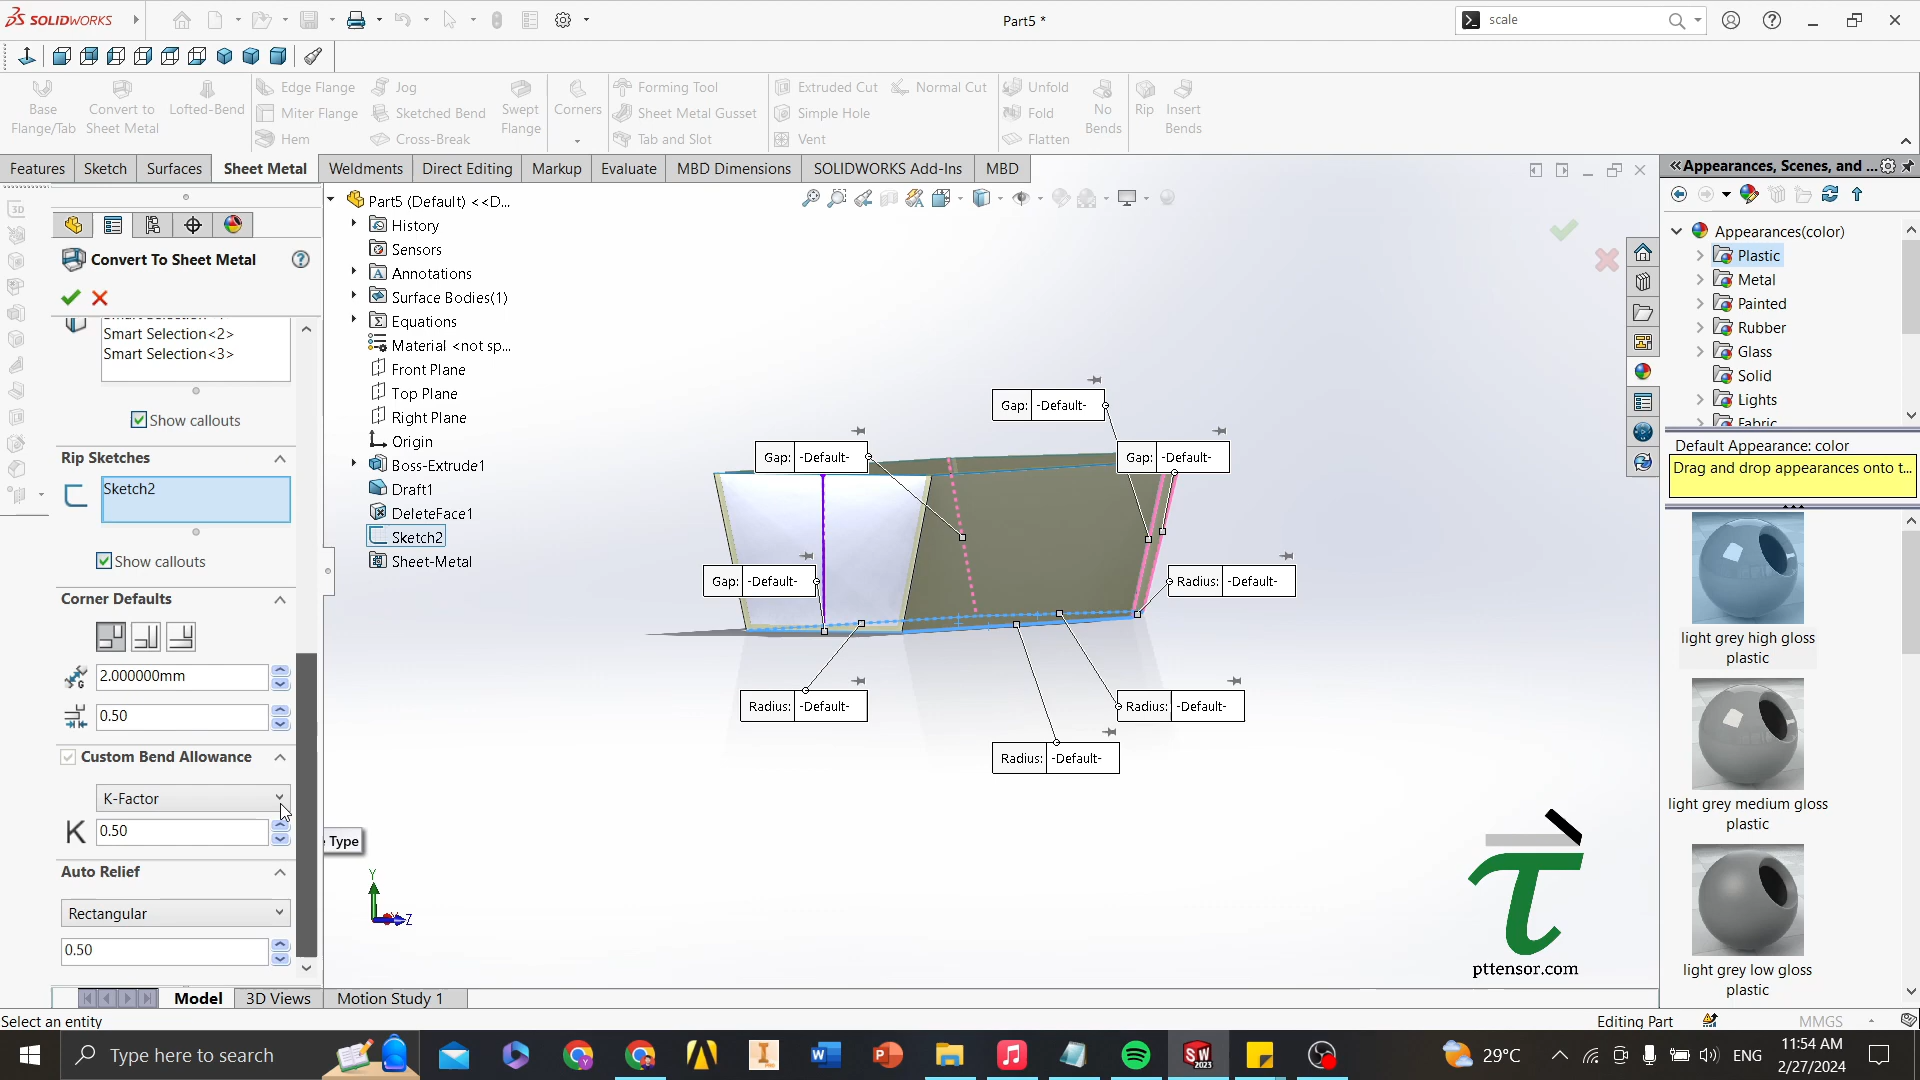 SOLIDWORKS
Part5 *
scale
Base Flange/Tab
Convert to Sheet Metal
Lofted-Bend
Edge Flange
Miter Flange
Hem
Jog
Sketched Bend
Cross-Break
Swept Flange
Corners
Forming Tool
Sheet Metal Gusset
Tab and Slot
Extruded Cut
Simple Hole
Vent
Normal Cut
Unfold
Fold
Flatten
No Bends
Rip
Insert Bends
Features
Sketch
Surfaces
Sheet Metal
Weldments
Direct Editing
Markup
Evaluate
MBD Dimensions
SOLIDWORKS Add-Ins
MBD
Convert To Sheet Metal
Smart Selection<2>
Smart Selection<3>
Show callouts
Rip Sketches
Sketch2
Show callouts
Corner Defaults
2.000000mm
0.50
Custom Bend Allowance
K-Factor
K
0.50
Type
Auto Relief
Rectangular
0.50
Part5 (Default) <<D...
History
Sensors
Annotations
Surface Bodies(1)
Equations
Material <not sp...
Front Plane
Top Plane
Right Plane
Origin
Boss-Extrude1
Draft1
DeleteFace1
Sketch2
Sheet-Metal
Gap: -Default-
Gap: -Default-
Gap: -Default-
Gap: -Default-
Radius: -Default-
Radius: -Default-
Radius: -Default-
Radius: -Default-
Y
Z
pttensor.com
Appearances, Scenes, and ...
Appearances(color)
Plastic
Metal
Painted
Rubber
Glass
Solid
Lights
Fabric
Default Appearance: color
Drag and drop appearances onto t...
light grey high gloss
plastic
light grey medium gloss
plastic
light grey low gloss
plastic
Model
3D Views
Motion Study 1
Select an entity
Editing Part
MMGS
Type here to search
29°C
ENG
11:54 AM
2/27/2024